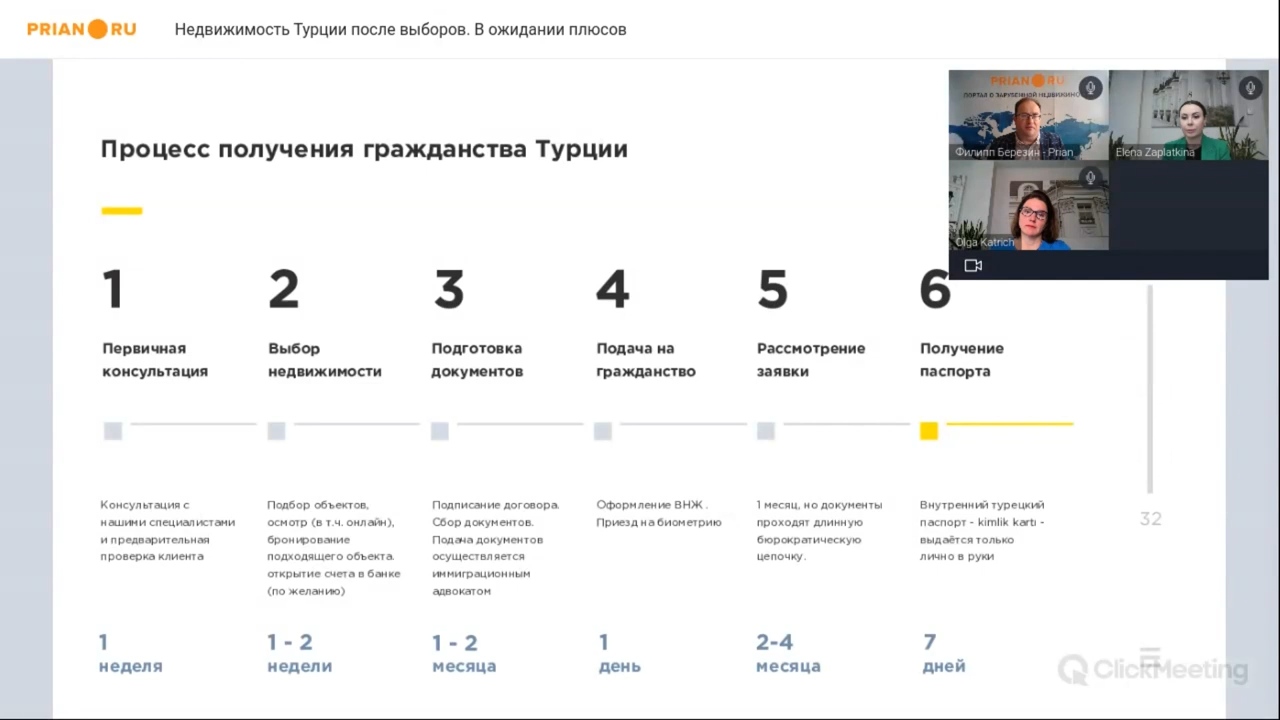 PRIAN RU
Недвижимость Турции после выборов. В ожидании плюсов
PRIAN RU
ПОРТАЛ О ЗАРУБЕЖНОЙ НЕДВИЖИМО
Филипп Березин - Prian
Elena Zaplatkina
Olga Katrich
Процесс получения гражданства Турции
1
2
3
4
5
6
Первичная
консультация
Выбор
недвижимости
Подготовка
документов
Подача на
гражданство
Рассмотрение
заявки
Получение
паспорта
Консультация с
нашими специалистами
и предварительная
проверка клиента
Подбор объектов,
осмотр (в т.ч. онлайн),
бронирование
подходящего объекта.
открытие счета в банке
(по желанию)
Подписание договора.
Сбор документов.
Подача документов
осуществляется
иммиграционным
адвокатом
Оформление ВНЖ .
Приезд на биометрию
1 месяц, но документы
проходят длинную
бюрократическую
цепочку.
Внутренний турецкий
паспорт - kimlik kartı -
выдаётся только
лично в руки
32
1
неделя
1 - 2
недели
1 - 2
месяца
1
день
2-4
месяца
7
дней
ClickMeeting